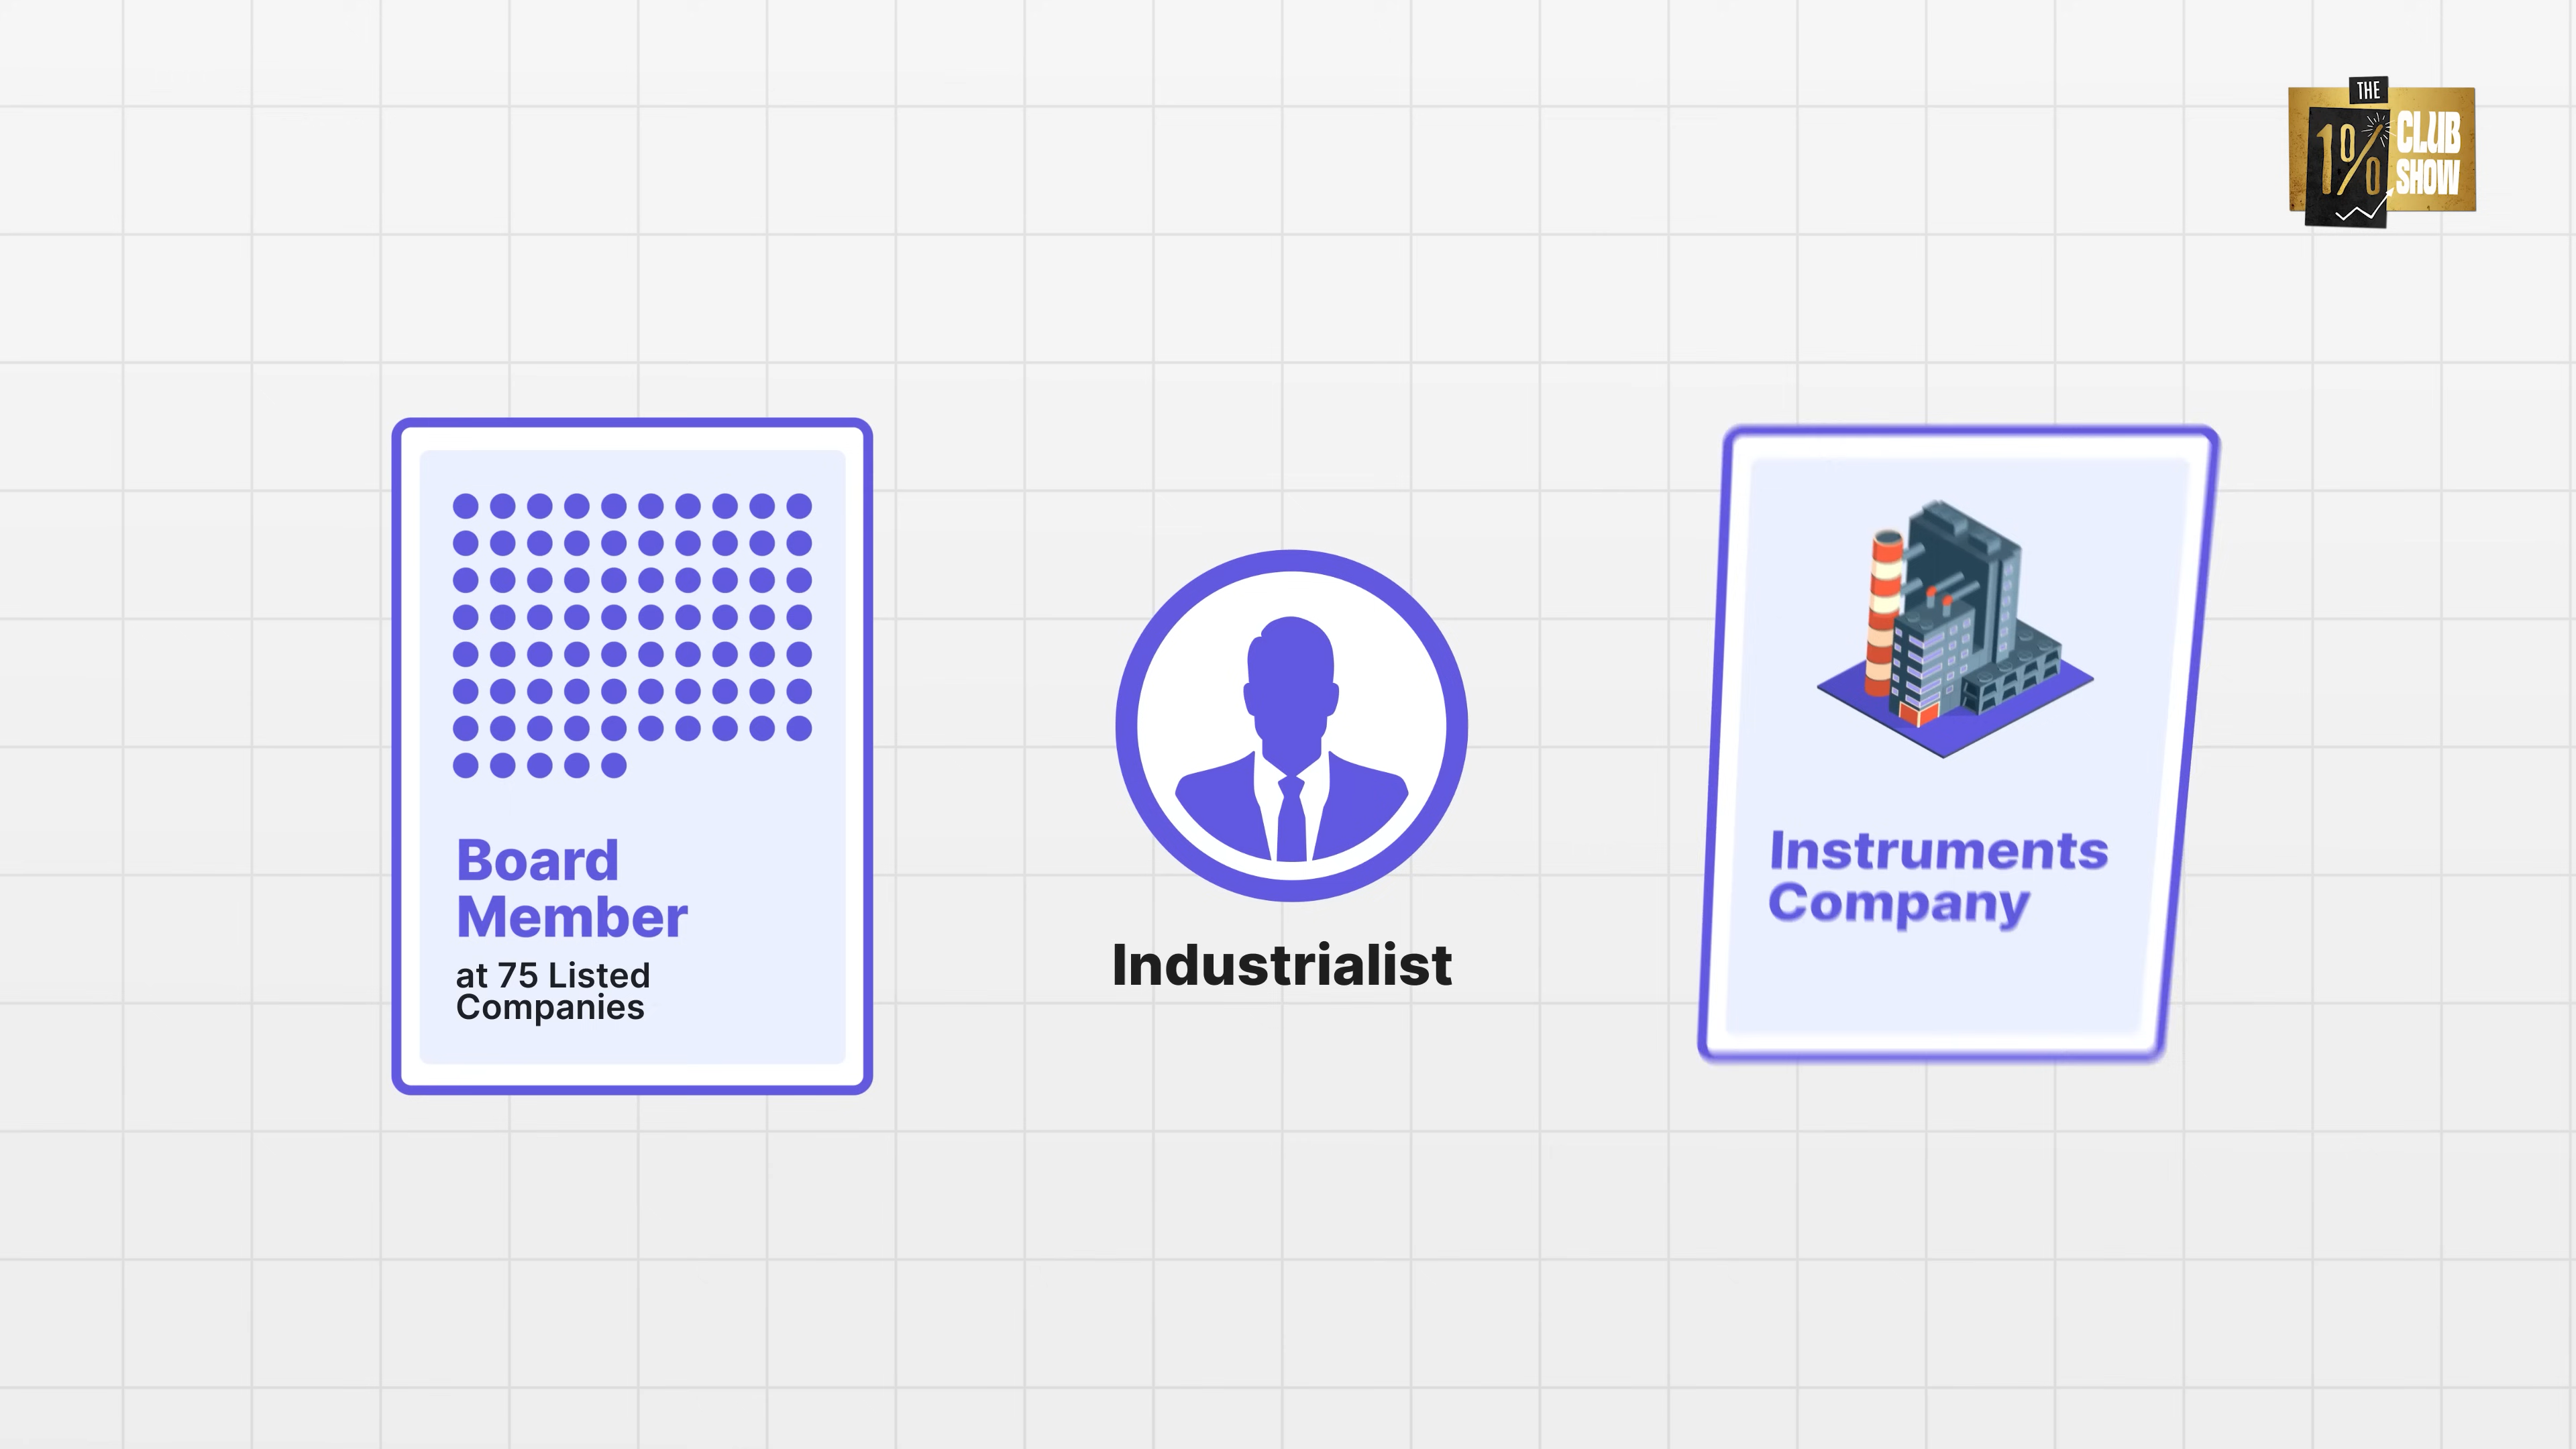 THE
1% CLUB
SHOW
Board
Member
at 75 Listed
Companies
Industrialist
Instruments
Company